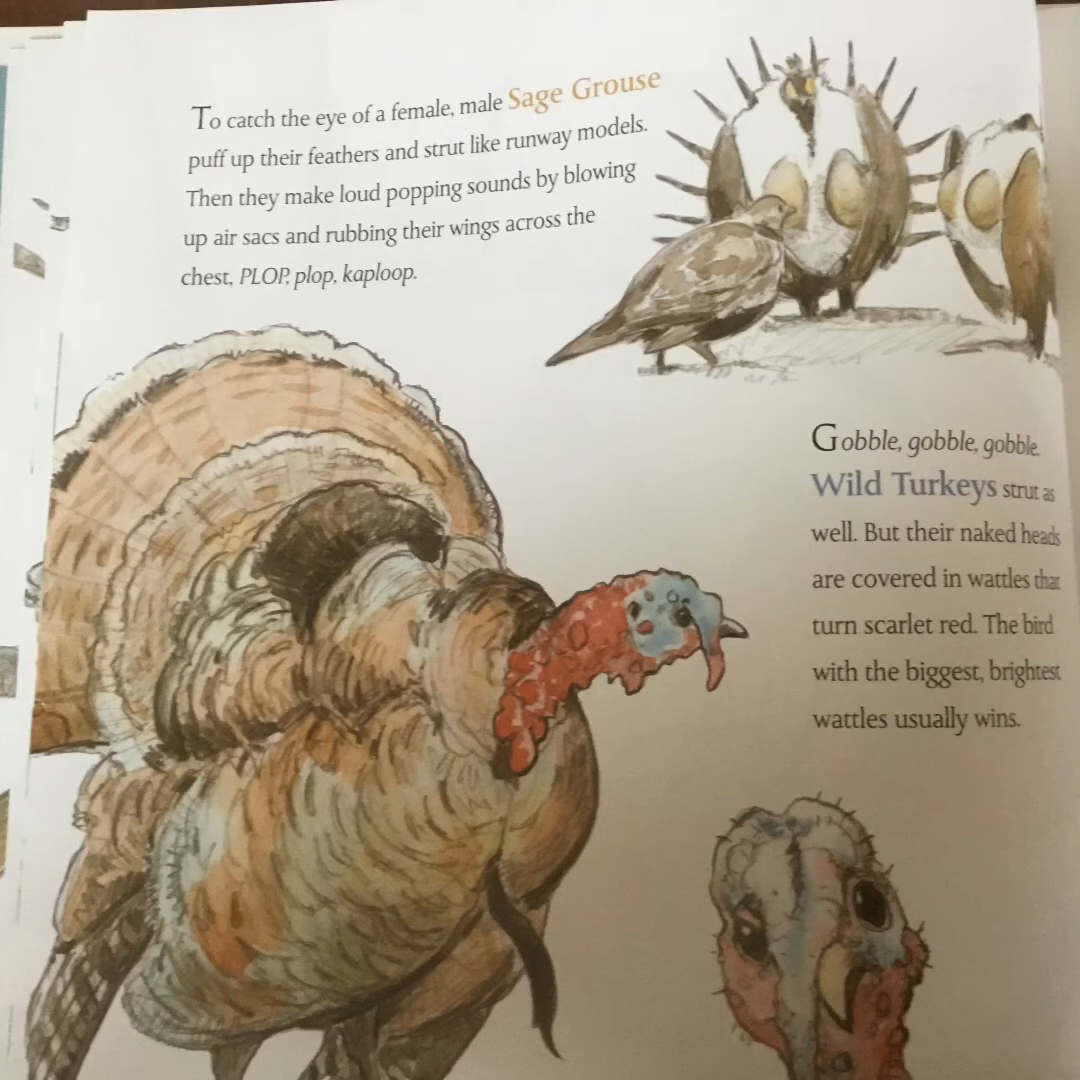 To catch the eye of a female, male Sage Grouse
puff up their feathers and strut like runway models.
Then they make loud popping sounds by blowing
up air sacs and rubbing their wings across the
chest, PLOP, plop, kaploop.
Gobble, gobble, gobble.
Wild Turkeys strut as
well. But their naked heads
are covered in wattles that
turn scarlet red. The bird
with the biggest, brightest
wattles usually wins.